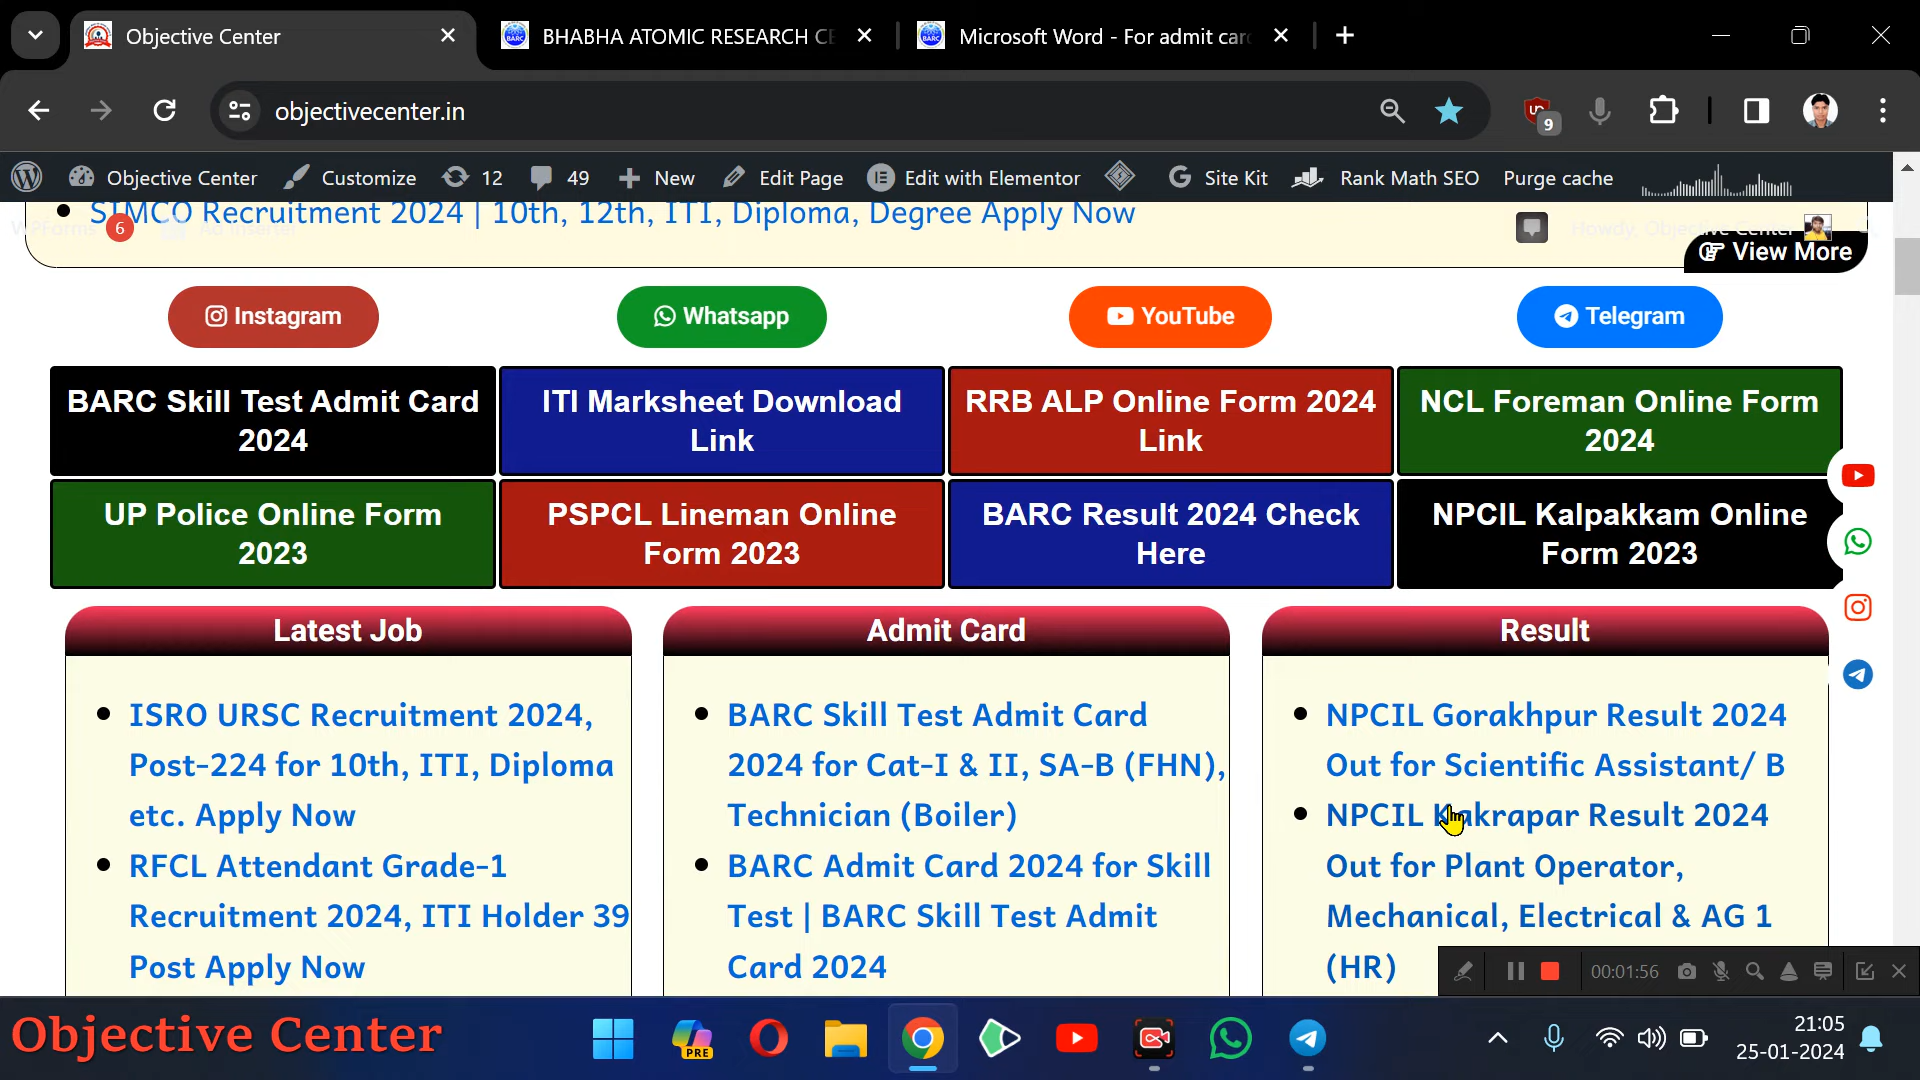 Objective Center
BHABHA ATOMIC RESEARCH CE
Microsoft Word - For admit card
objectivecenter.in
9
Objective Center
Customize
12
49
New
Edit Page
Edit with Elementor
Site Kit
Rank Math SEO
Purge cache
SIMCO Recruitment 2024 | 10th, 12th, ITI, Diploma, Degree Apply Now
WPForms 6
Ad Inserter
Howdy, Objective Center
View More
Instagram
Whatsapp
YouTube
Telegram
BARC Skill Test Admit Card
2024
ITI Marksheet Download
Link
RRB ALP Online Form 2024
Link
NCL Foreman Online Form
2024
UP Police Online Form
2023
PSPCL Lineman Online
Form 2023
BARC Result 2024 Check
Here
NPCIL Kalpakkam Online
Form 2023
Latest Job
ISRO URSC Recruitment 2024,
Post-224 for 10th, ITI, Diploma
etc. Apply Now
RFCL Attendant Grade-1
Recruitment 2024, ITI Holder 39
Post Apply Now
Admit Card
BARC Skill Test Admit Card
2024 for Cat-I & II, SA-B (FHN),
Technician (Boiler)
BARC Admit Card 2024 for Skill
Test | BARC Skill Test Admit
Card 2024
Result
NPCIL Gorakhpur Result 2024
Out for Scientific Assistant/ B
NPCIL Kakrapar Result 2024
Out for Plant Operator,
Mechanical, Electrical & AG 1
(HR)
00:01:56
Objective Center
PRE
21:05
25-01-2024